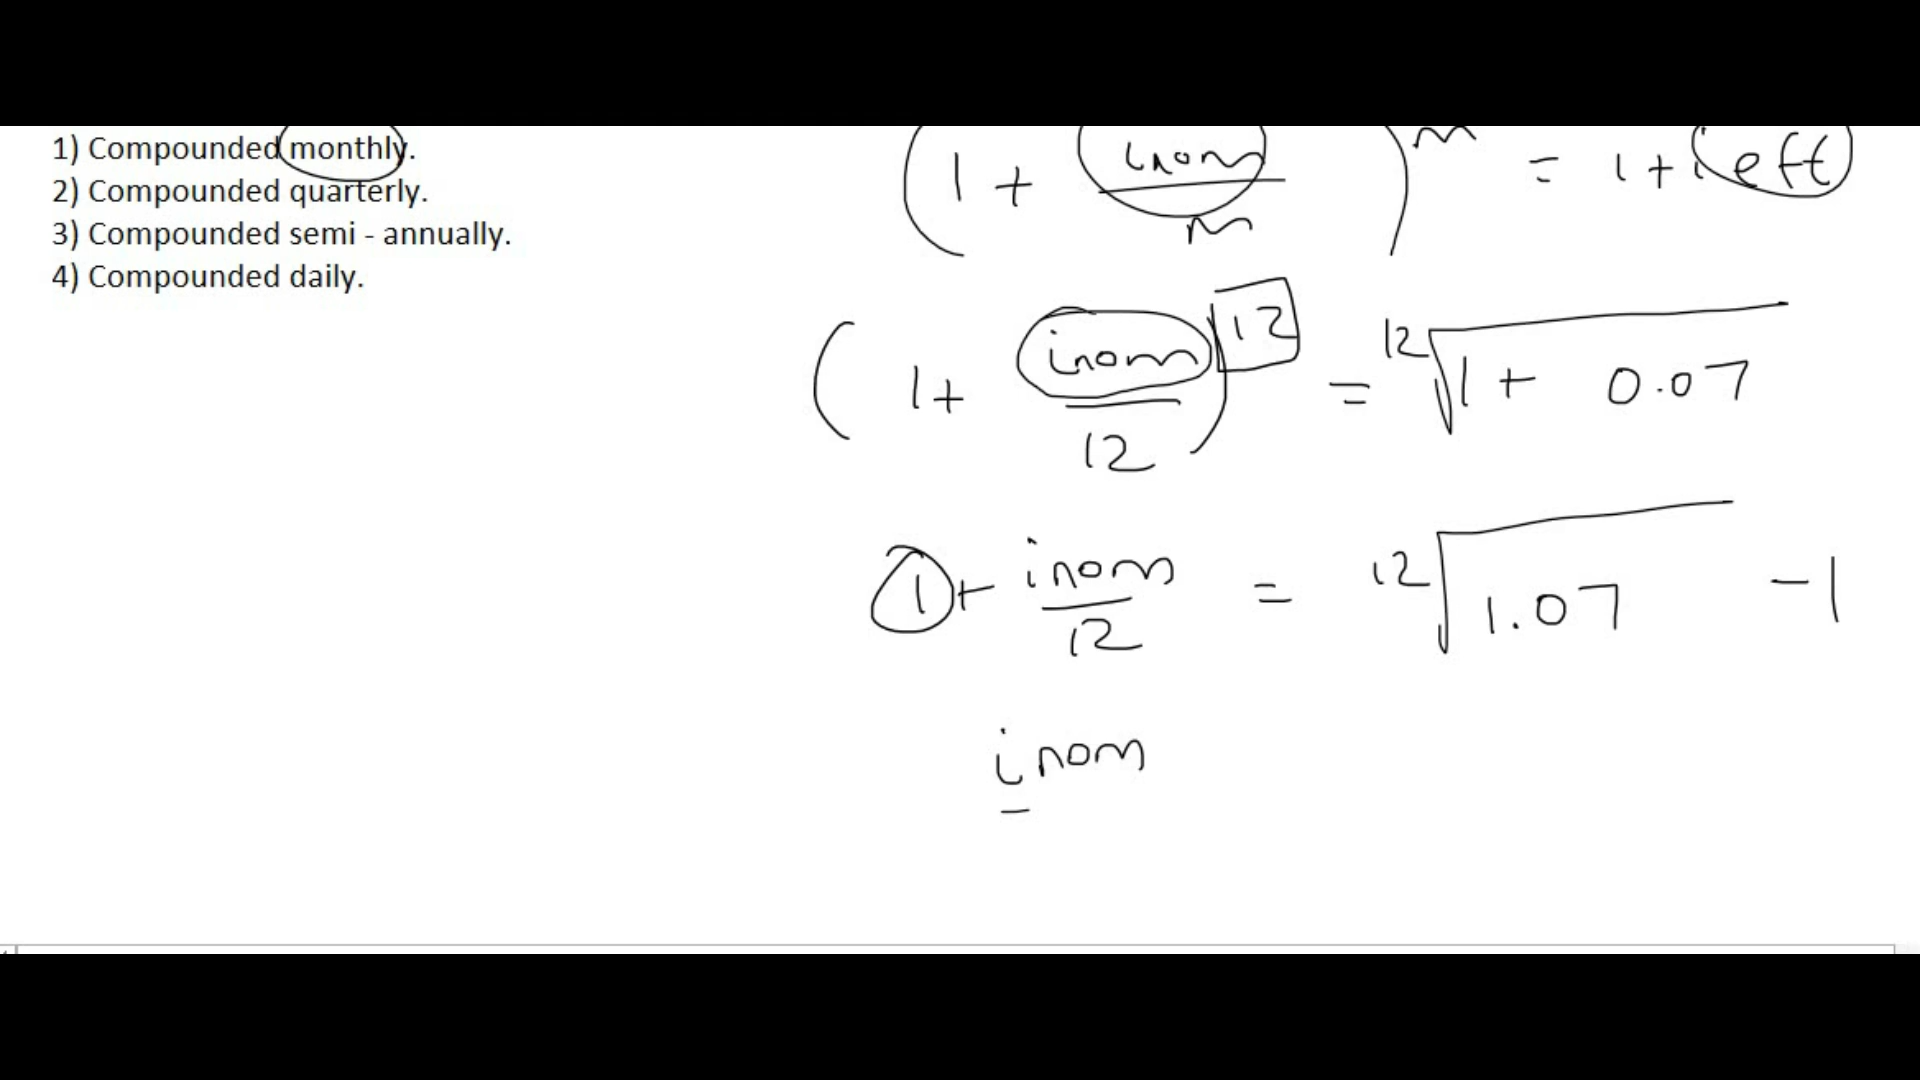 1) Compounded monthly.
2) Compounded quarterly.
3) Compounded semi - annually.
4) Compounded daily.
(1 + inom/m)^m = 1 + ieff
(1 + inom/12)^12 = 12√1 + 0.07
1 + inom/12 = 12√1.07 - 1
inom